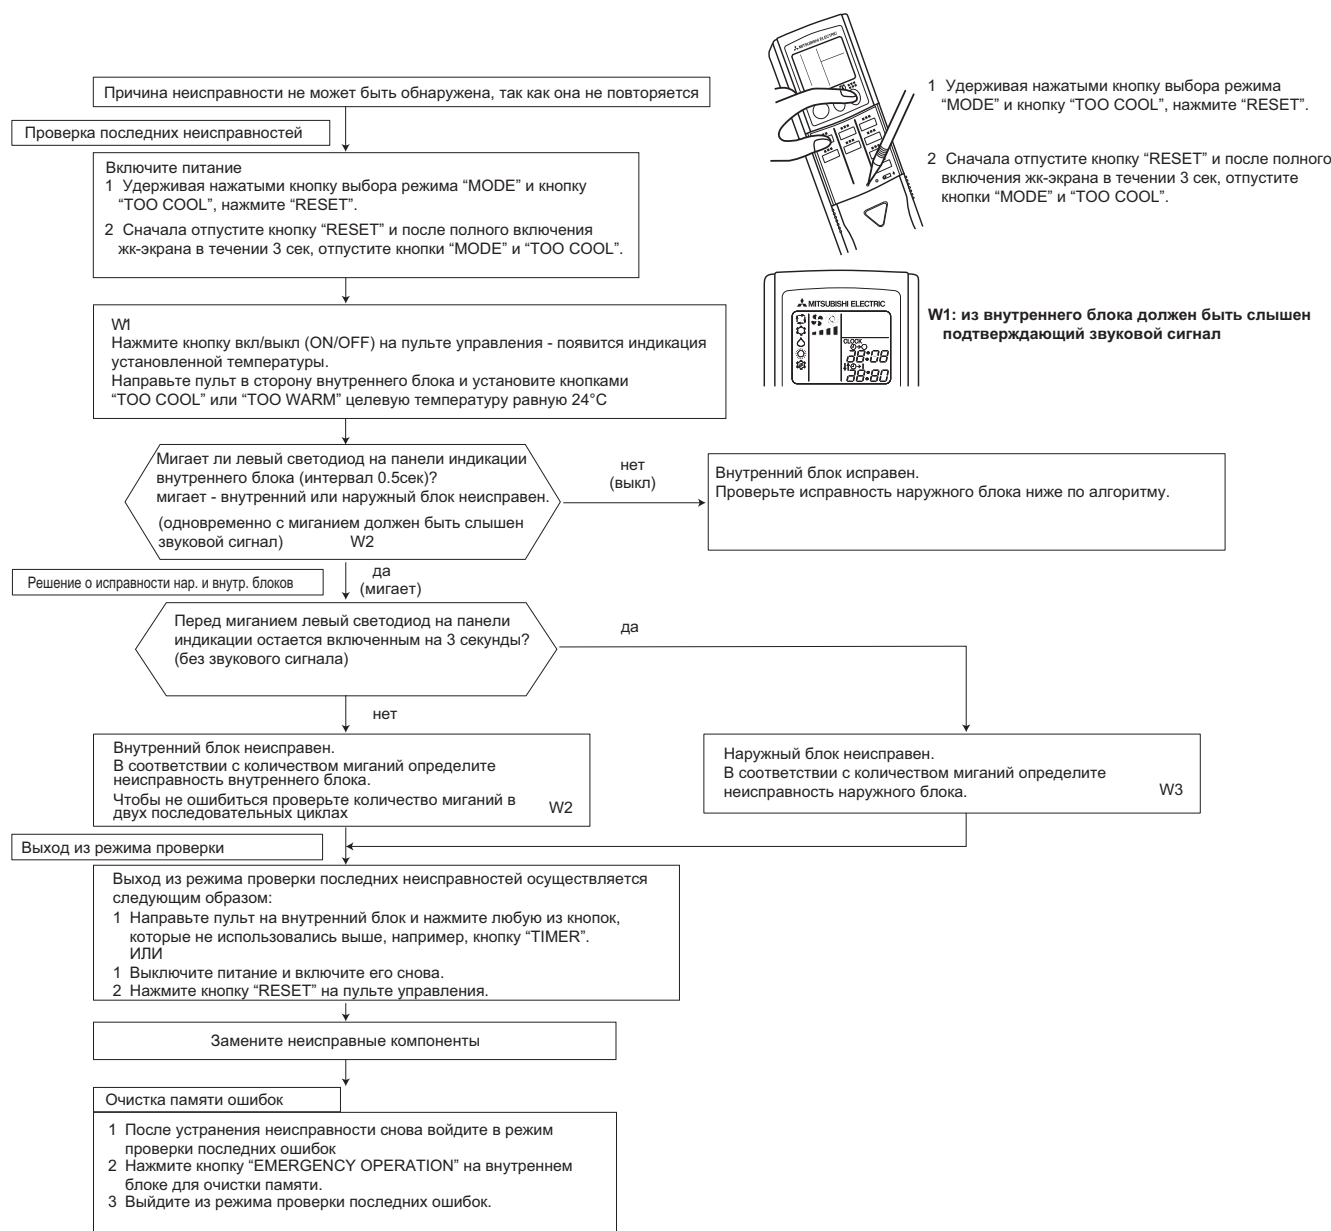 Причина неисправности не может быть обнаружена, так как она не повторяется
Проверка последних неисправностей
Включите питание
1 Удерживая нажатыми кнопку выбора режима “MODE” и кнопку
“TOO COOL”, нажмите “RESET”.
2 Сначала отпустите кнопку “RESET” и после полного включения
жк-экрана в течении 3 сек, отпустите кнопки “MODE” и “TOO COOL”.
MITSUBISHI ELECTRIC
1 Удерживая нажатыми кнопку выбора режима
“MODE” и кнопку “TOO COOL”, нажмите “RESET”.
2 Сначала отпустите кнопку “RESET” и после полного
включения жк-экрана в течении 3 сек, отпустите
кнопки “MODE” и “TOO COOL”.
MITSUBISHI ELECTRIC
CLOCK
W1: из внутреннего блока должен быть слышен
подтверждающий звуковой сигнал
W1
Нажмите кнопку вкл/выкл (ON/OFF) на пульте управления - появится индикация
установленной температуры.
Направьте пульт в сторону внутреннего блока и установите кнопками
“TOO COOL” или “TOO WARM” целевую температуру равную 24°C
Мигает ли левый светодиод на панели индикации
внутреннего блока (интервал 0.5сек)?
мигает - внутренний или наружный блок неисправен.
(одновременно с миганием должен быть слышен
звуковой сигнал) W2
нет
(выкл)
Внутренний блок исправен.
Проверьте исправность наружного блока ниже по алгоритму.
Решение о исправности нар. и внутр. блоков
да
(мигает)
Перед миганием левый светодиод на панели
индикации остается включенным на 3 секунды?
(без звукового сигнала)
да
нет
Внутренний блок неисправен.
В соответствии с количеством миганий определите
неисправность внутреннего блока.
Чтобы не ошибиться проверьте количество миганий в
двух последовательных циклах W2
Наружный блок неисправен.
В соответствии с количеством миганий определите
неисправность наружного блока. W3
Выход из режима проверки
Выход из режима проверки последних неисправностей осуществляется
следующим образом:
1 Направьте пульт на внутренний блок и нажмите любую из кнопок,
которые не использовались выше, например, кнопку “TIMER”.
ИЛИ
1 Выключите питание и включите его снова.
2 Нажмите кнопку “RESET” на пульте управления.
Замените неисправные компоненты
Очистка памяти ошибок
1 После устранения неисправности снова войдите в режим
проверки последних ошибок
2 Нажмите кнопку “EMERGENCY OPERATION” на внутреннем
блоке для очистки памяти.
3 Выйдите из режима проверки последних ошибок.